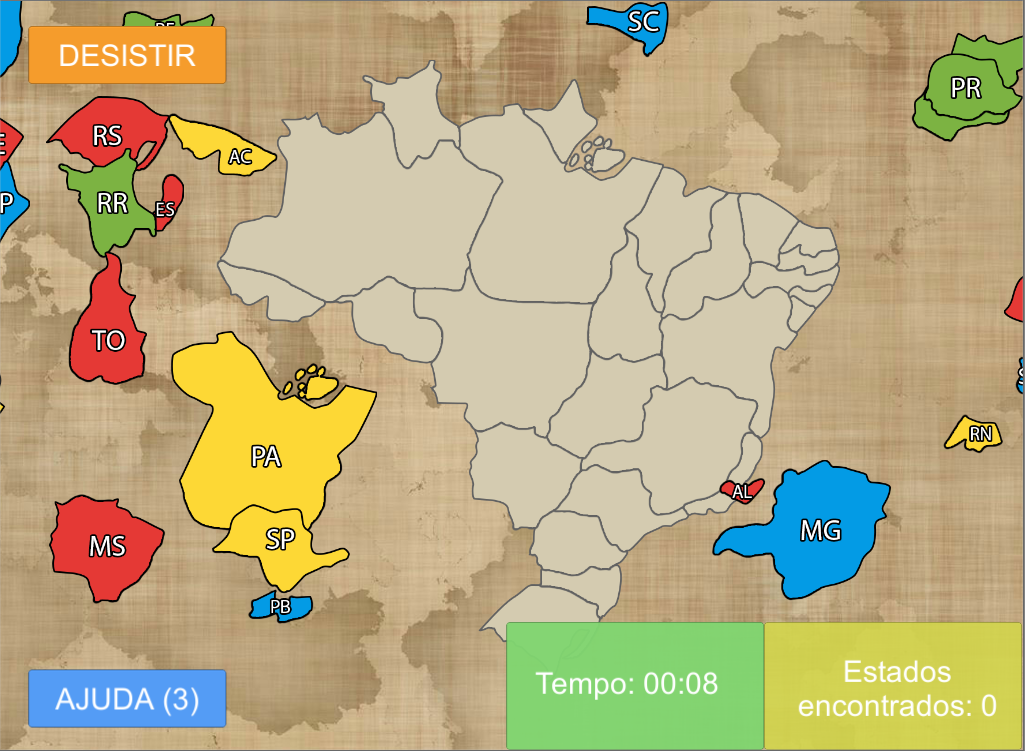 SC
DESISTIR
PR
RS
AC
RR
ES
P
TO
PA
RN
AL
MG
SP
MS
PB
AJUDA (3)
Tempo: 00:08
Estados
encontrados: 0